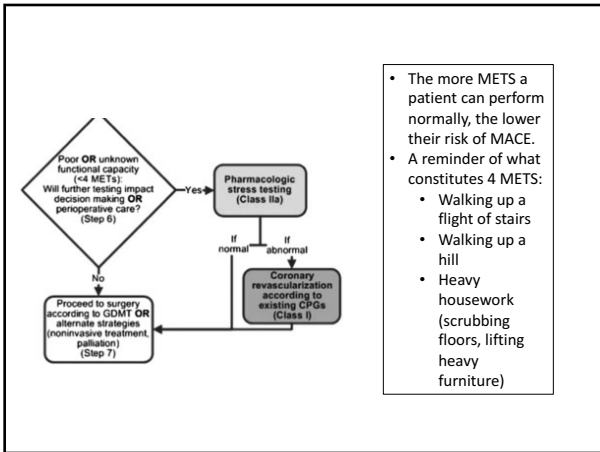 Poor OR unknown
functional capacity
(<4 METs):
Will further testing impact
decision making OR
perioperative care?
(Step 6)
Yes
Pharmacologic
stress testing
(Class IIa)
If
normal
If
abnormal
No
Coronary
revascularization
according to
existing CPGs
(Class I)
Proceed to surgery
according to GDMT OR
alternate strategies
(noninvasive treatment,
palliation)
(Step 7)
• The more METS a
patient can perform
normally, the lower
their risk of MACE.
• A reminder of what
constitutes 4 METS:
• Walking up a
flight of stairs
• Walking up a
hill
• Heavy
housework
(scrubbing
floors, lifting
heavy
furniture)